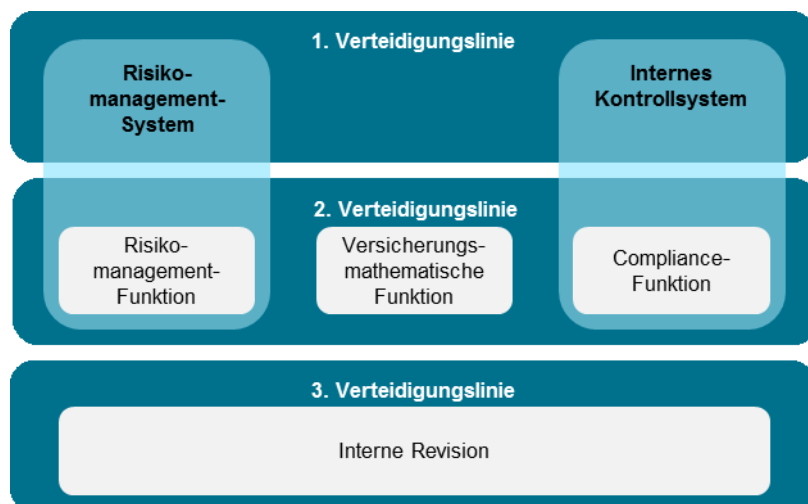 1. Verteidigungslinie
Risiko-
management-
System
Internes
Kontrollsystem
2. Verteidigungslinie
Risiko-
management-
Funktion
Versicherungs-
mathematische
Funktion
Compliance-
Funktion
3. Verteidigungslinie
Interne Revision